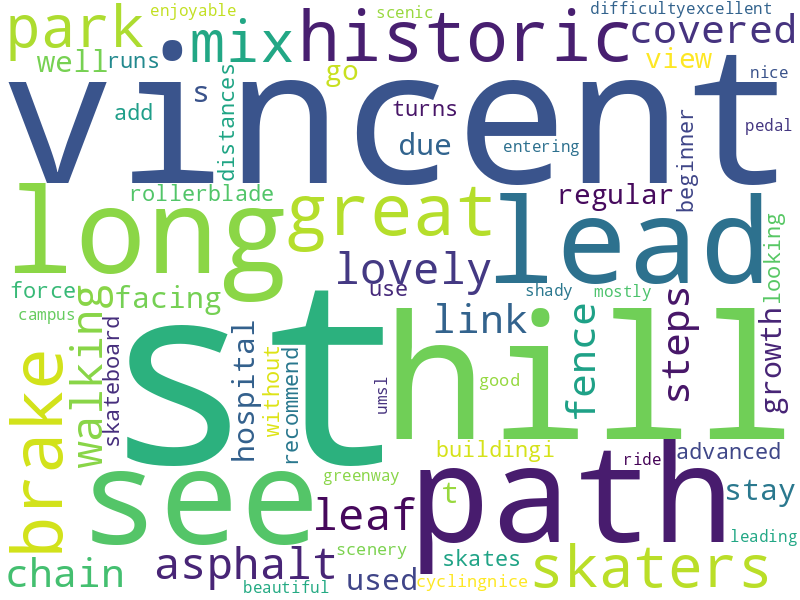 enjoyable
scenic
difficultyexcellent
park
mix
historic
covered
well
runs
go
view
nice
vincent
add
s
distances
turns
due
entering
beginner
pedal
rollerblade
regular
long
great
lead
lovely
looking
force
facing
use
shady
mostly
campus
walking
st
link
fence
steps
growth
skateboard
hospital
without
recommend
hill
brake
umsl
good
see
buildingi
path
advanced
ride
greenway
t
stay
leaf
leading
asphalt
scenery
skates
skaters
chain
beautiful
used
cyclingnice